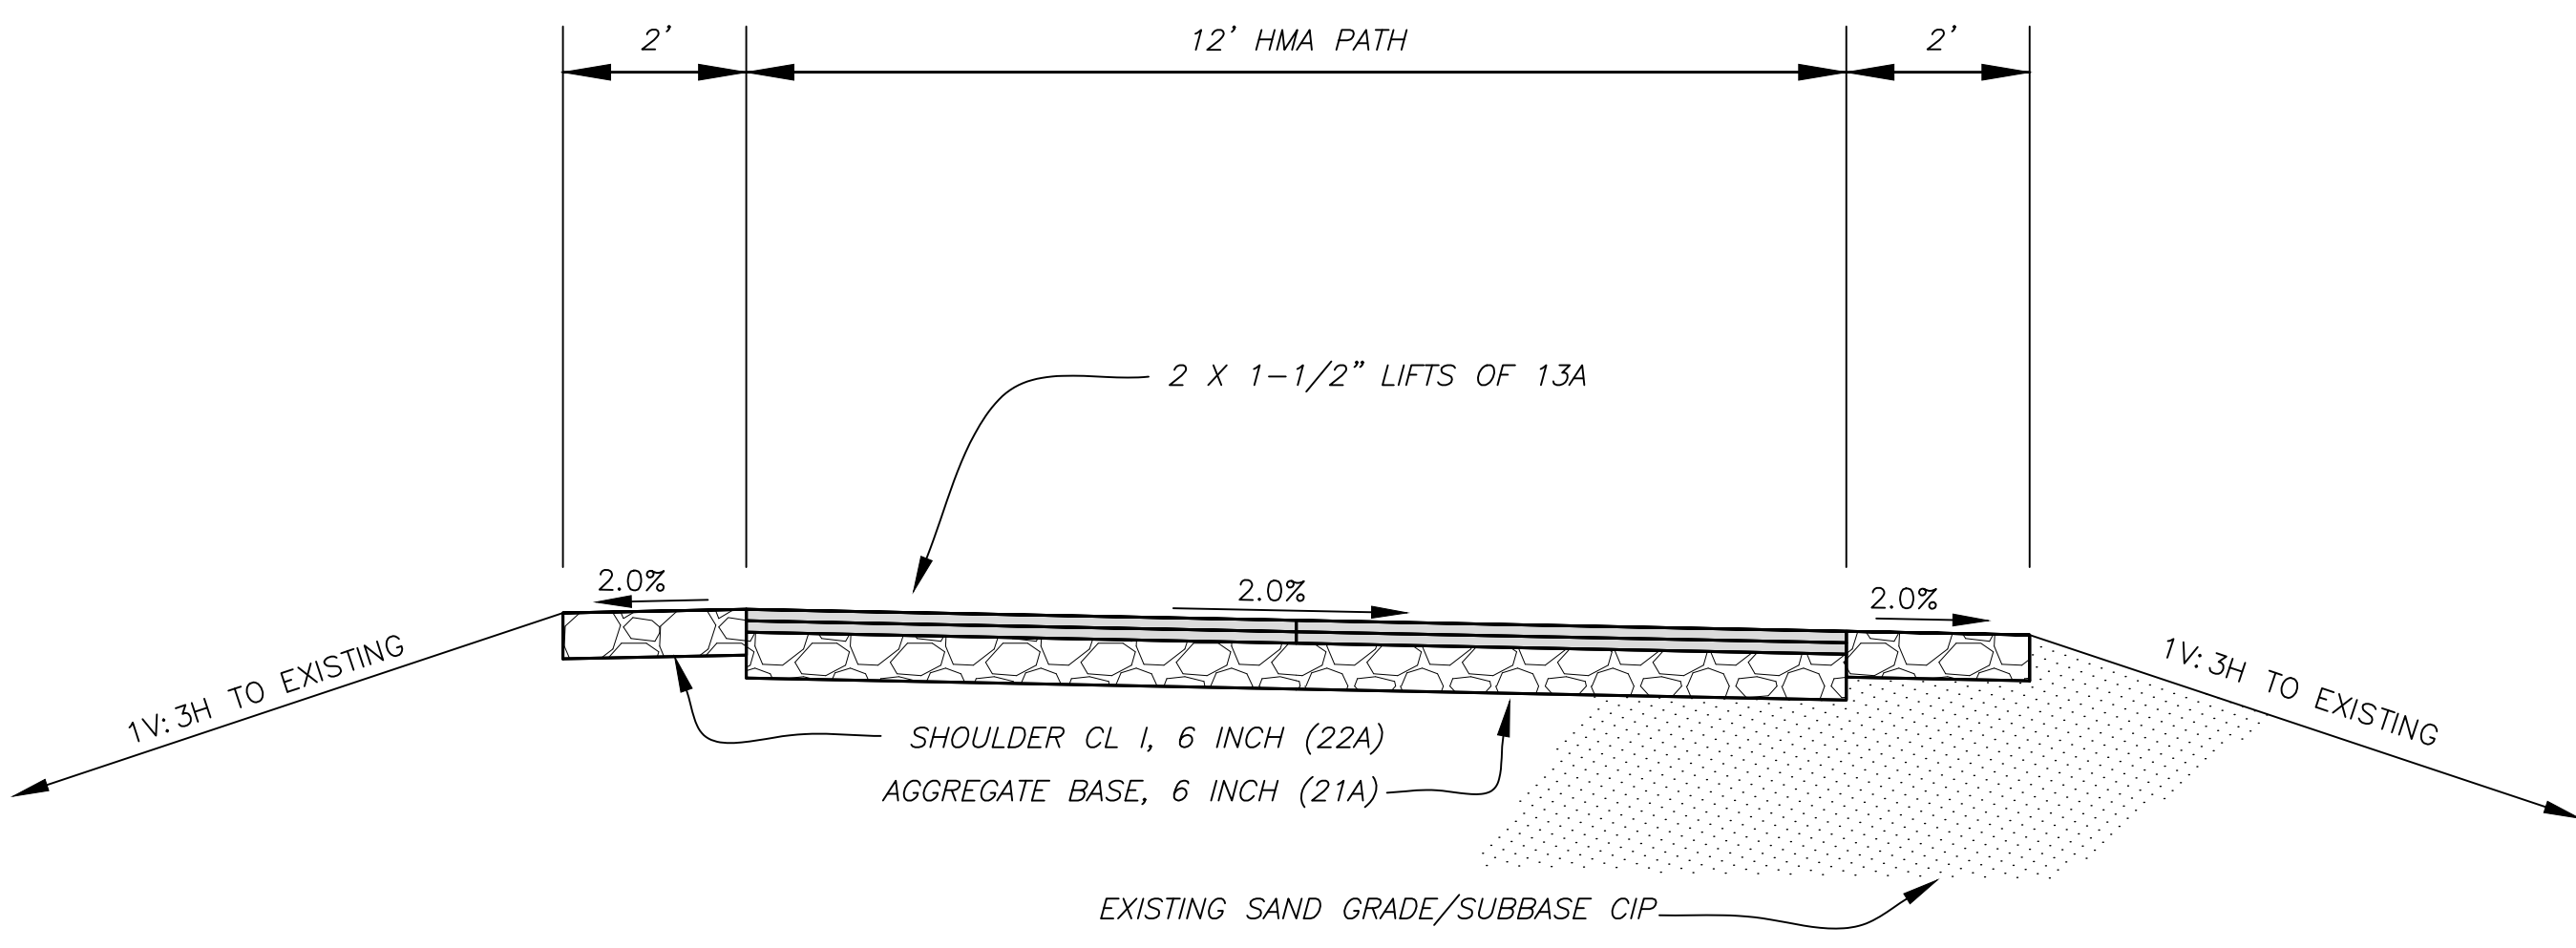 2’
12’ HMA PATH
2’
2 X 1-1/2” LIFTS OF 13A
2.0%
2.0%
2.0%
1V:3H TO EXISTING
1V:3H TO EXISTING
SHOULDER CL I, 6 INCH (22A)
AGGREGATE BASE, 6 INCH (21A)
EXISTING SAND GRADE/SUBBASE CIP